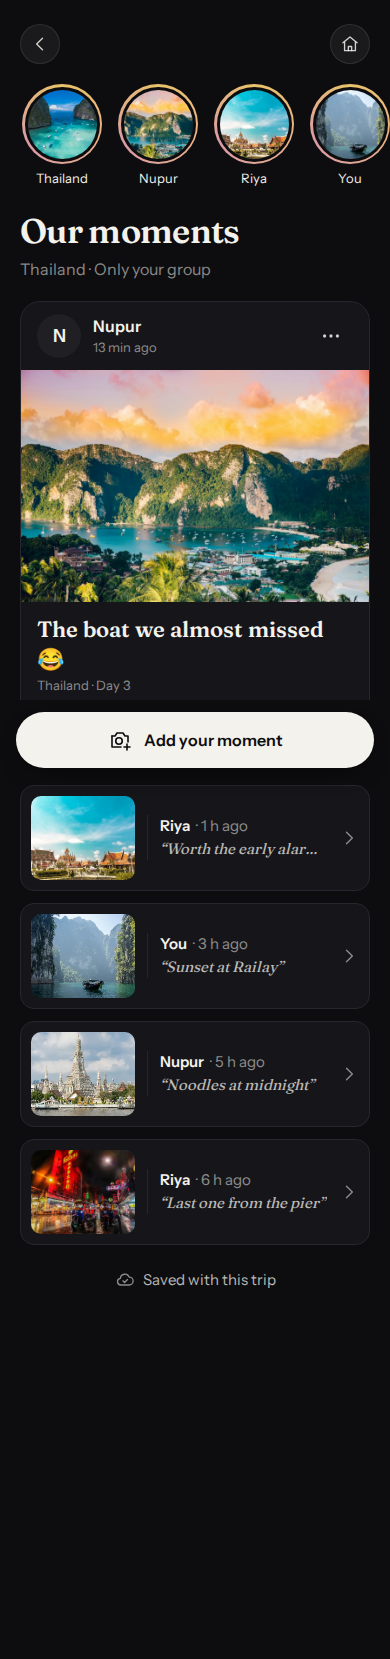 Thailand
Nupur
Riya
You
Our moments
Thailand · Only your group
N
Nupur
13 min ago
The boat we almost missed
😂
Thailand · Day 3
Add your moment
Riya · 1 h ago
“Worth the early alar...
You · 3 h ago
“Sunset at Railay”
Nupur · 5 h ago
“Noodles at midnight”
Riya · 6 h ago
“Last one from the pier”
Saved with this trip